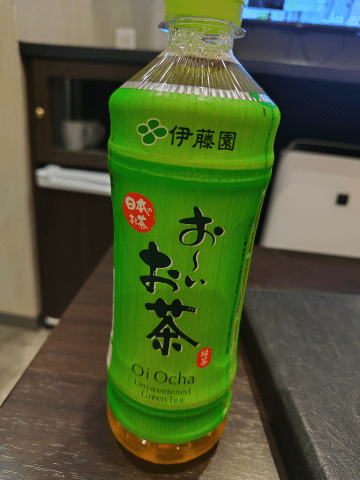 伊藤園
日本の
お茶
お〜い
お茶
緑茶
Oi Ocha
Unsweetened
Green Tea